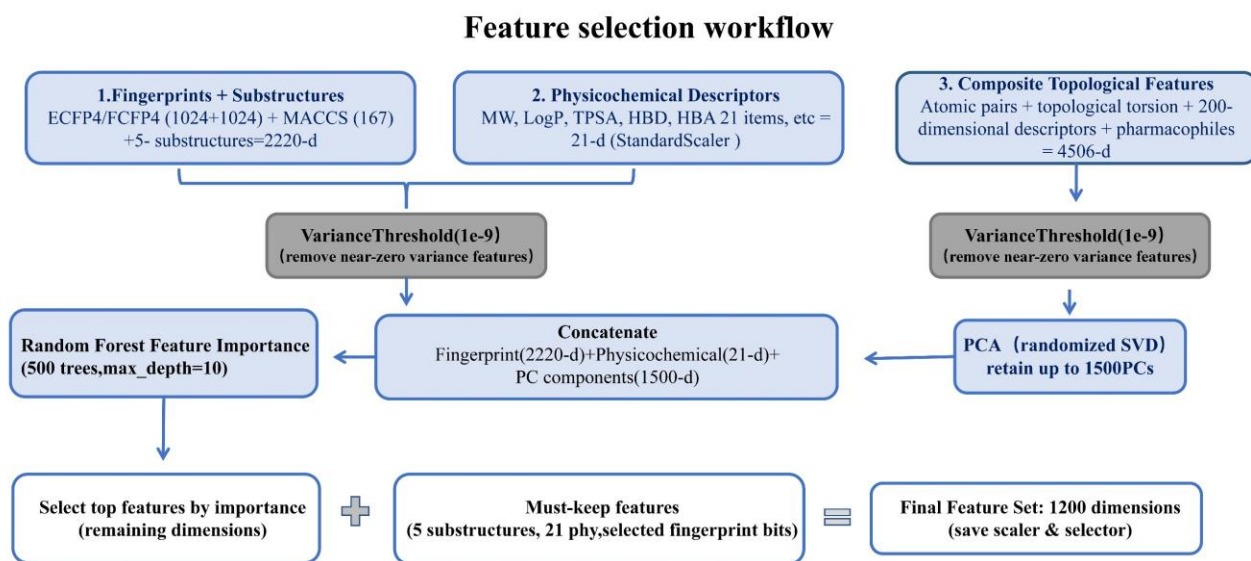 Feature selection workflow
1.Fingerprints + Substructures
ECFP4/FCFP4 (1024+1024) + MACCS (167)
+5- substructures=2220-d
2. Physicochemical Descriptors
MW, LogP, TPSA, HBD, HBA 21 items, etc =
21-d (StandardScaler )
3. Composite Topological Features
Atomic pairs + topological torsion + 200-
dimensional descriptors + pharmacophiles
= 4506-d
VarianceThreshold(1e-9)
(remove near-zero variance features)
VarianceThreshold(1e-9)
(remove near-zero variance features)
Random Forest Feature Importance
(500 trees,max_depth=10)
Concatenate
Fingerprint(2220-d)+Physicochemical(21-d)+
PC components(1500-d)
PCA (randomized SVD)
retain up to 1500PCs
Select top features by importance
(remaining dimensions)
+
Must-keep features
(5 substructures, 21 phy,selected fingerprint bits)
=
Final Feature Set: 1200 dimensions
(save scaler & selector)